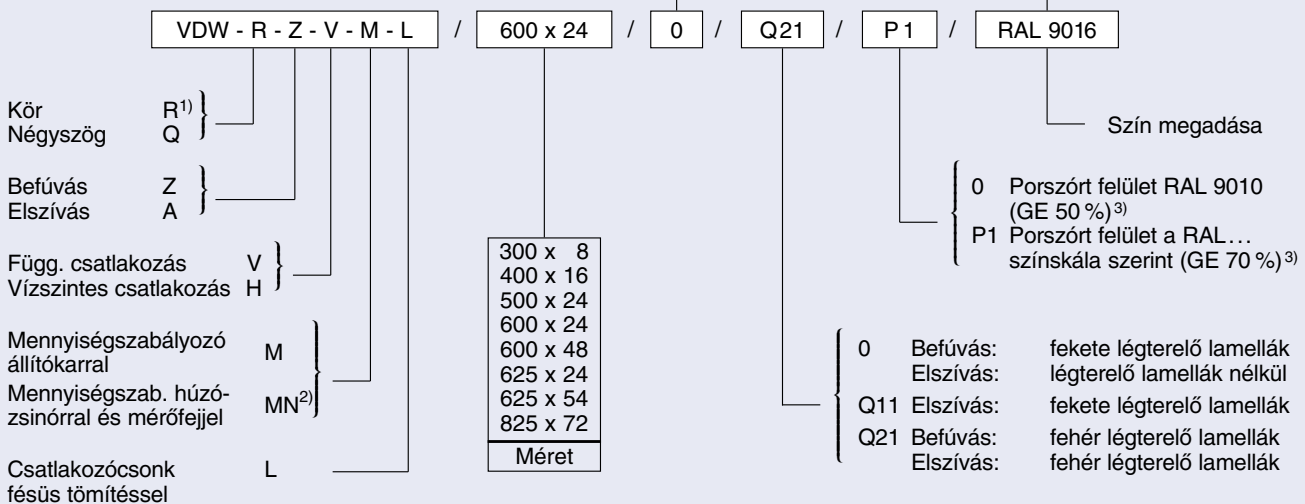 VDW - R - Z - V - M - L / 600 x 24 / 0 / Q21 / P1 / RAL 9016
Kör R1)
Négyszög Q
Befúvás Z
Elszívás A
Függ. csatlakozás V
Vízszintes csatlakozás H
Mennyiségszabályozó
állítókarral M
Mennyiségszab. húzó-
zsinórral és mérőfejjel MN2)
Csatlakozócsonk L
fésüs tömítéssel
300 x 8
400 x 16
500 x 24
600 x 24
600 x 48
625 x 24
625 x 54
825 x 72
Méret
Szín megadása
0 Porszórt felület RAL 9010
(GE 50 %)3)
P1 Porszórt felület a RAL...
színskála szerint (GE 70 %)3)
0 Befúvás: fekete légterelő lamellák
Elszívás: légterelő lamellák nélkül
Q11 Elszívás: fekete légterelő lamellák
Q21 Befúvás: fehér légterelő lamellák
Elszívás: fehér légterelő lamellák